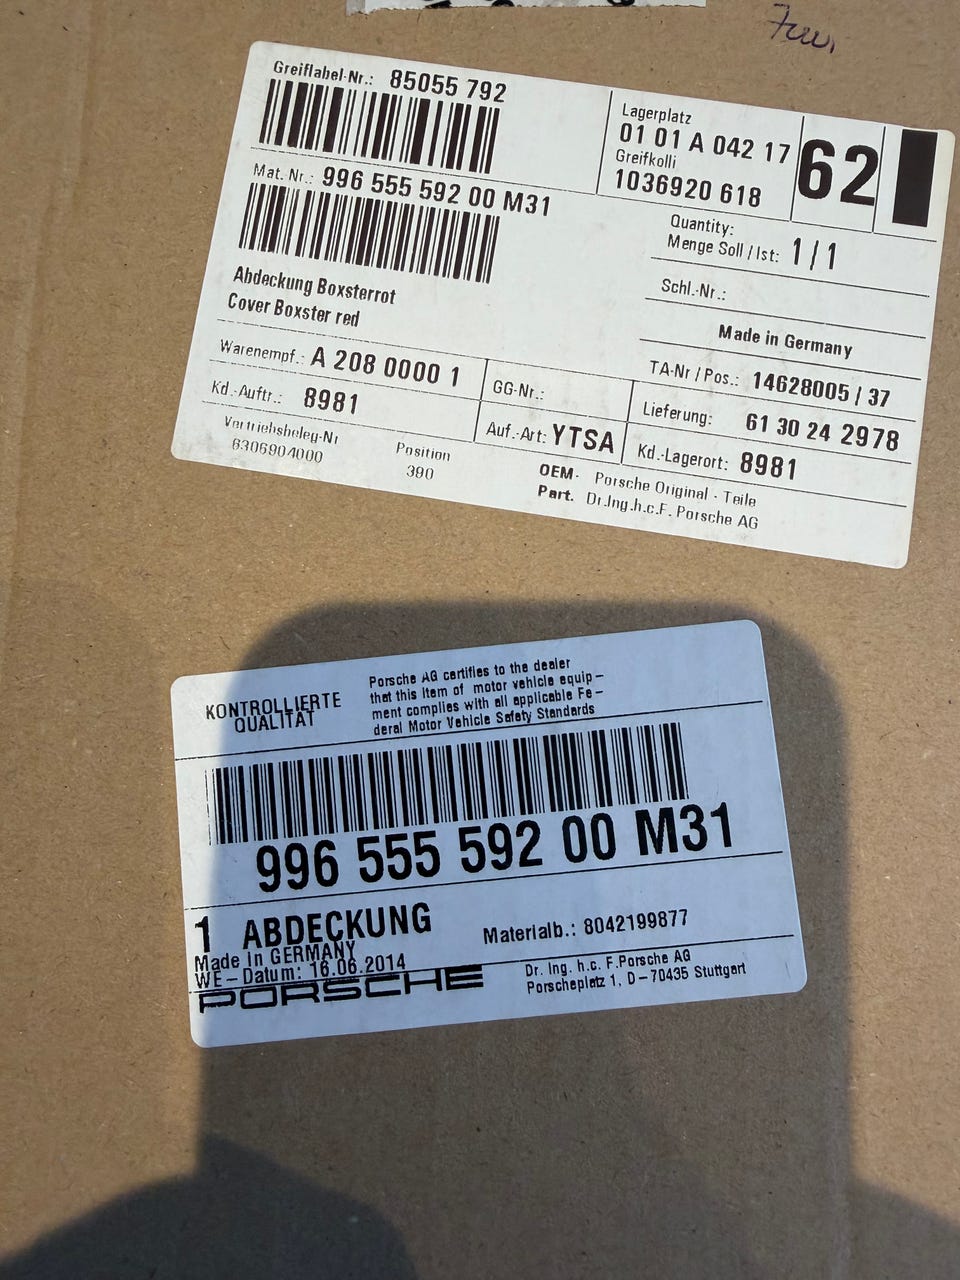 Greiflabel-Nr.: 85055 792
Lagerplatz
01 01 A 042 17
62
Greifkolli
1036920 618
Mat. Nr.: 996 555 592 00 M31
Quantity:
Menge Soll / Ist: 1 / 1
Abdeckung Boxsterrot
Cover Boxster red
Schl.-Nr.:
Made in Germany
Warenempf.: A 208 0000 1
GG-Nr.:
TA-Nr / Pos.: 14628005 / 37
Kd.-Auftr.: 8981
Auf.-Art: YTSA
Lieferung: 61 30 24 2978
Kd.-Lagerort: 8981
Vertriebsbeleg-Nr
6306904000
Position
390
OEM- Porsche Original - Teile
Part. Dr.Ing.h.c.F. Porsche AG
KONTROLLIERTE
QUALITÄT
Porsche AG certifies to the dealer
that this item of motor vehicle equip-
ment complies with all applicable Fe-
deral Motor Vehicle Safety Standards
996 555 592 00 M31
1 ABDECKUNG
Made in GERMANY
WE-Datum: 16.06.2014
Materialb.: 8042199877
PORSCHE
Dr. Ing. h.c. F.Porsche AG
Porscheplatz 1, D-70435 Stuttgart